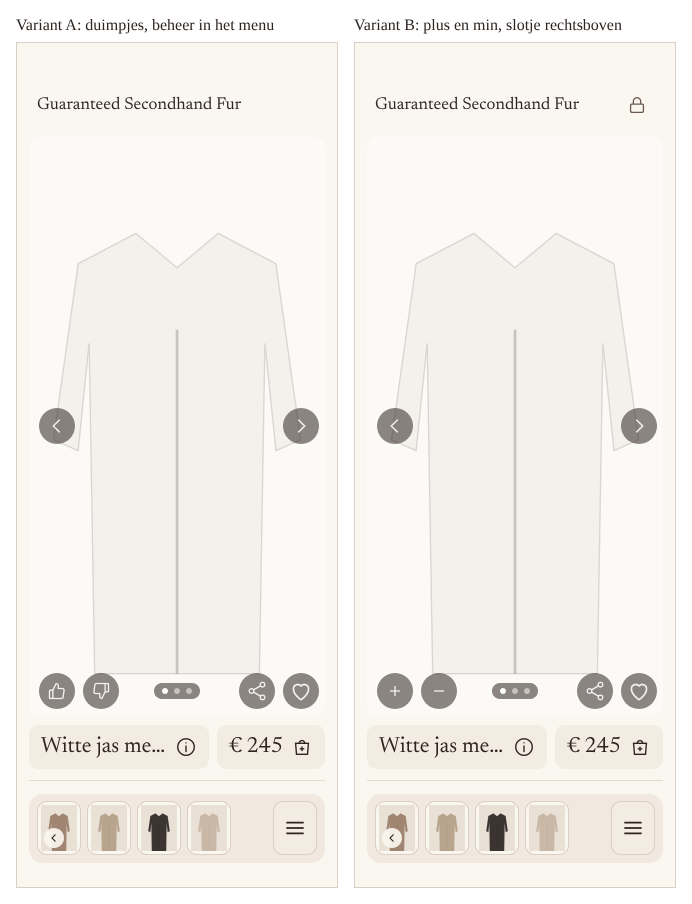 Variant A: duimpjes, beheer in het menu
Guaranteed Secondhand Fur
Witte jas me...
€ 245
Variant B: plus en min, slotje rechtsboven
Guaranteed Secondhand Fur
Witte jas me...
€ 245